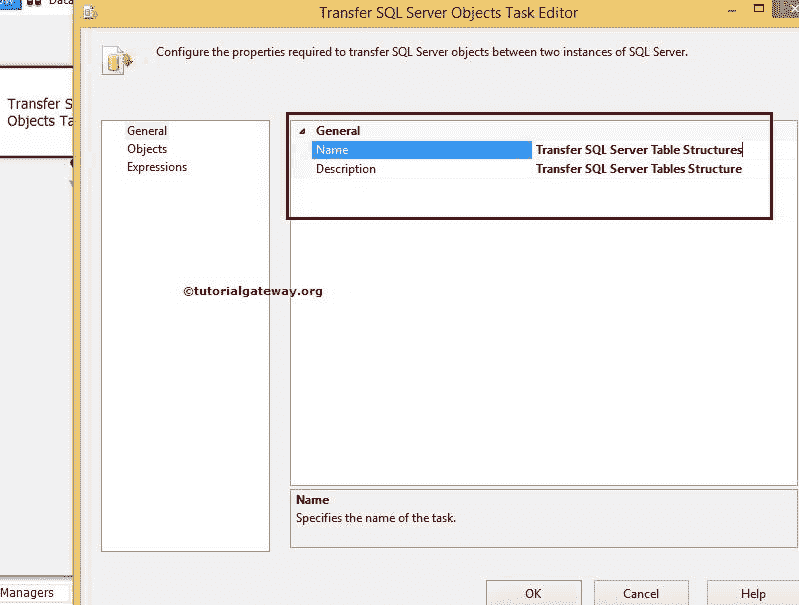 Data
Transfer SQL Server Objects Task Editor
Configure the properties required to transfer SQL Server objects between two instances of SQL Server.
Transfer S
Objects Ta
General
Objects
Expressions
General
Name Transfer SQL Server Table Structures
Description Transfer SQL Server Tables Structure
©tutorialgateway.org
Name
Specifies the name of the task.
Managers
OK Cancel Help